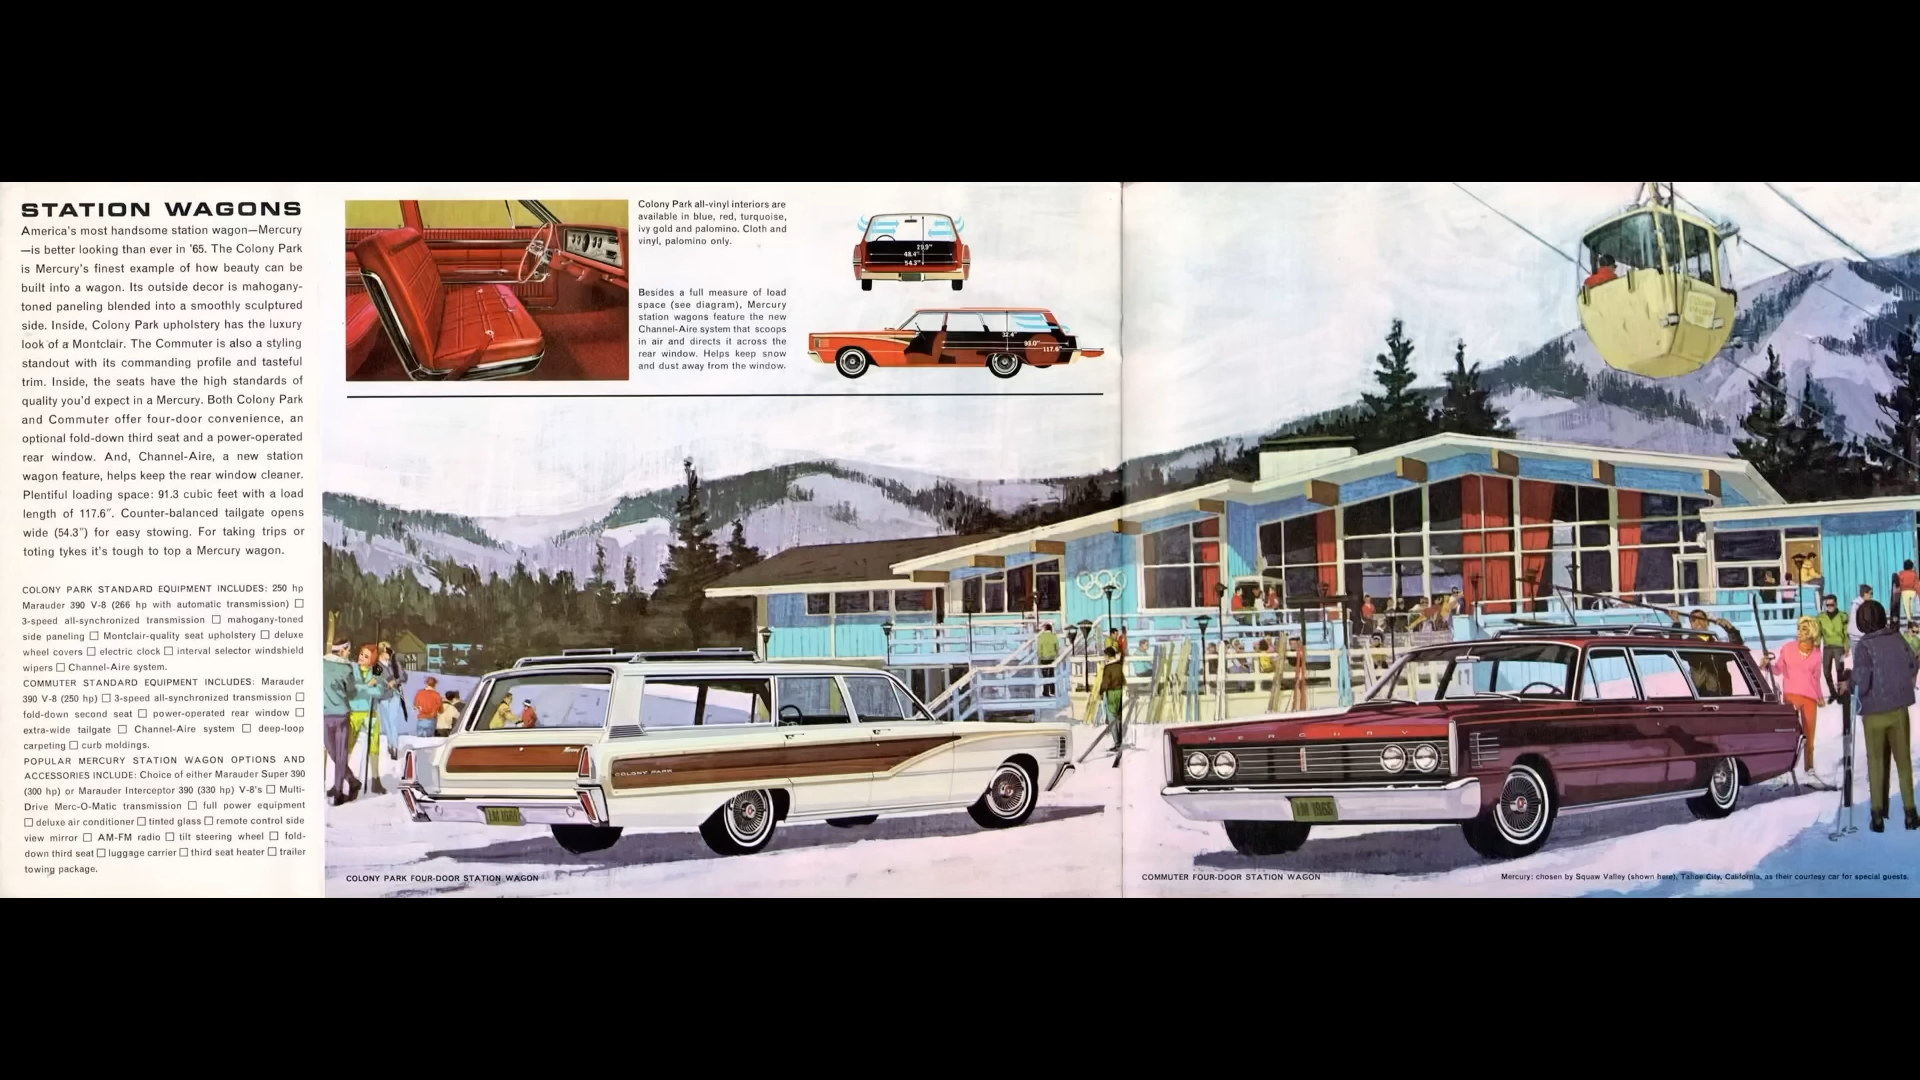 STATION WAGONS
America's most handsome station wagon—Mercury
—is better looking than ever in '65. The Colony Park
is Mercury's finest example of how beauty can be
built into a wagon. Its outside decor is mahogany-
toned paneling blended into a smoothly sculptured
side. Inside, Colony Park upholstery has the luxury
look of a Montclair. The Commuter is also a styling
standout with its commanding profile and tasteful
trim. Inside, the seats have the high standards of
quality you'd expect in a Mercury. Both Colony Park
and Commuter offer four-door convenience, an
optional fold-down third seat and a power-operated
rear window. And, Channel-Aire, a new station
wagon feature, helps keep the rear window cleaner.
Plentiful loading space: 91.3 cubic feet with a load
length of 117.6". Counter-balanced tailgate opens
wide (54.3") for easy stowing. For taking trips or
toting tykes it's tough to top a Mercury wagon.
COLONY PARK STANDARD EQUIPMENT INCLUDES: 250 hp
Marauder 390 V-8 (266 hp with automatic transmission) □
3-speed all-synchronized transmission □ mahogany-toned
side paneling □ Montclair-quality seat upholstery □ deluxe
wheel covers □ electric clock □ interval selector windshield
wipers □ Channel-Aire system.
COMMUTER STANDARD EQUIPMENT INCLUDES: Marauder
390 V-8 (250 hp) □ 3-speed all-synchronized transmission □
fold-down second seat □ power-operated rear window □
extra-wide tailgate □ Channel-Aire system □ deep-loop
carpeting □ curb moldings.
POPULAR MERCURY STATION WAGON OPTIONS AND
ACCESSORIES INCLUDE: Choice of either Marauder Super 390
(300 hp) or Marauder Interceptor 390 (330 hp) V-8's □ Multi-
Drive Merc-O-Matic transmission □ full power equipment
□ deluxe air conditioner □ tinted glass □ remote control side
view mirror □ AM-FM radio □ tilt steering wheel □ fold-
down third seat □ luggage carrier □ third seat heater □ trailer
towing package.
Colony Park all-vinyl interiors are
available in blue, red, turquoise,
ivy gold and palomino. Cloth and
vinyl, palomino only.
Besides a full measure of load
space (see diagram), Mercury
station wagons feature the new
Channel-Aire system that scoops
in air and directs it across the
rear window. Helps keep snow
and dust away from the window.
48.4"
54.3"
93.0"
117.6"
COLONY PARK
LM 1965
COLONY PARK FOUR-DOOR STATION WAGON
MERCURY
LM 1965
COMMUTER FOUR-DOOR STATION WAGON
Mercury: chosen by Squaw Valley (shown here), Tahoe City, California, as their courtesy car for special guests.